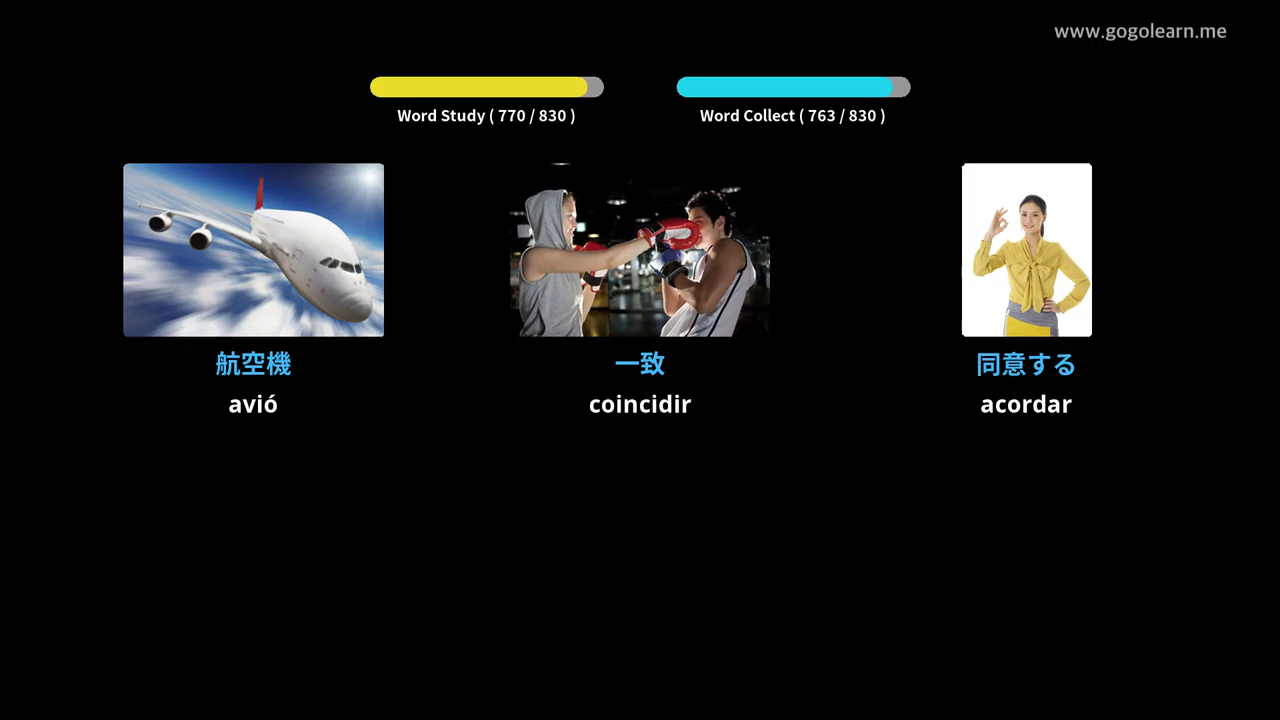 www.gogolearn.me
Word Study ( 770 / 830 )
Word Collect ( 763 / 830 )
航空機
一致
同意する
avió
coincidir
acordar